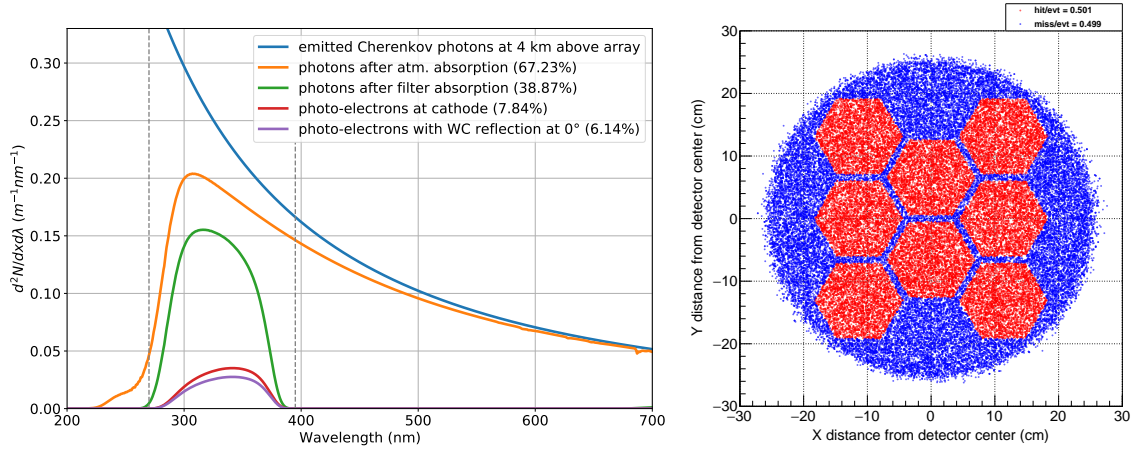 emitted Cherenkov photons at 4 km above array
photons after atm. absorption (67.23%)
photons after filter absorption (38.87%)
photo-electrons at cathode (7.84%)
photo-electrons with WC reflection at 0° (6.14%)
d²N/dxdλ (m⁻¹nm⁻¹)
0.30
0.25
0.20
0.15
0.10
0.05
0.00
200
300
400
500
600
700
Wavelength (nm)
hit/evt = 0.501
miss/evt = 0.499
Y distance from detector center (cm)
30
20
10
0
−10
−20
−30
−30
−20
−10
0
10
20
30
X distance from detector center (cm)